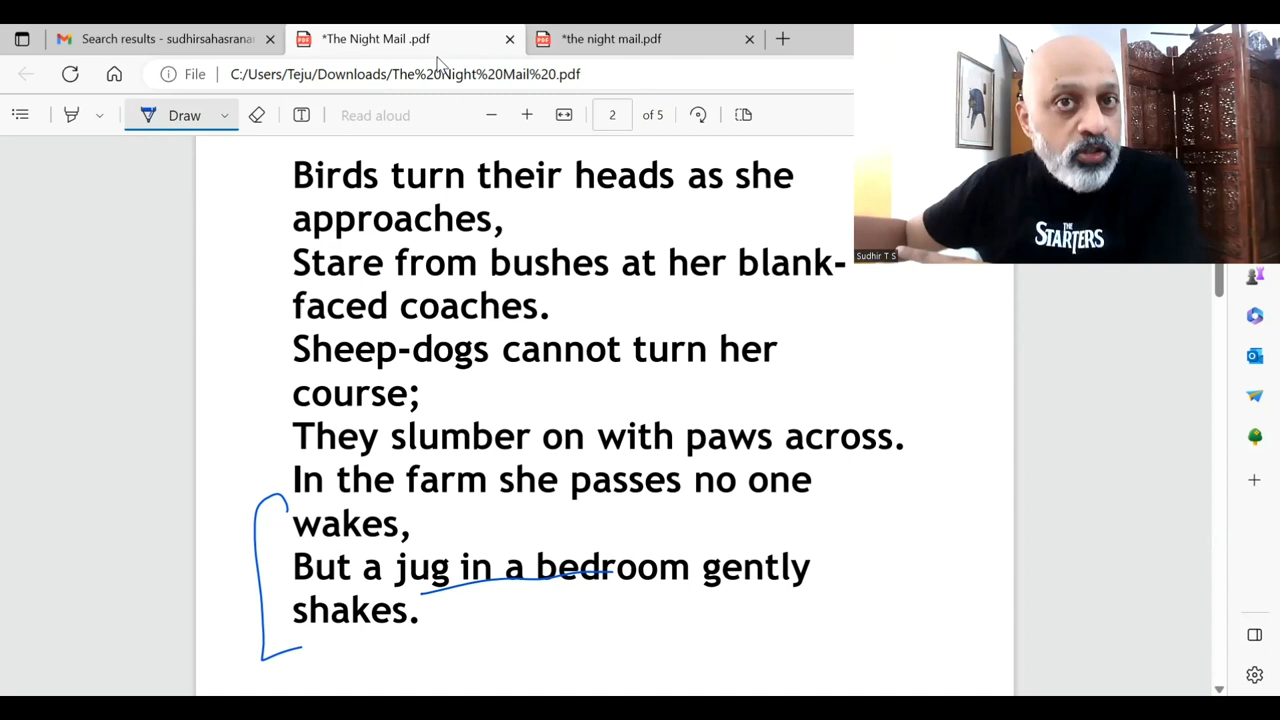 Search results - sudhirsahasrana
*The Night Mail .pdf
*the night mail.pdf
File
C:/Users/Teju/Downloads/The%20Night%20Mail%20.pdf
Draw
Read aloud
2 of 5
Birds turn their heads as she
approaches,
Stare from bushes at her blank-
faced coaches.
Sheep-dogs cannot turn her
course;
They slumber on with paws across.
In the farm she passes no one
wakes,
But a jug in a bedroom gently
shakes.
THE
STARTERS
Sudhir T S